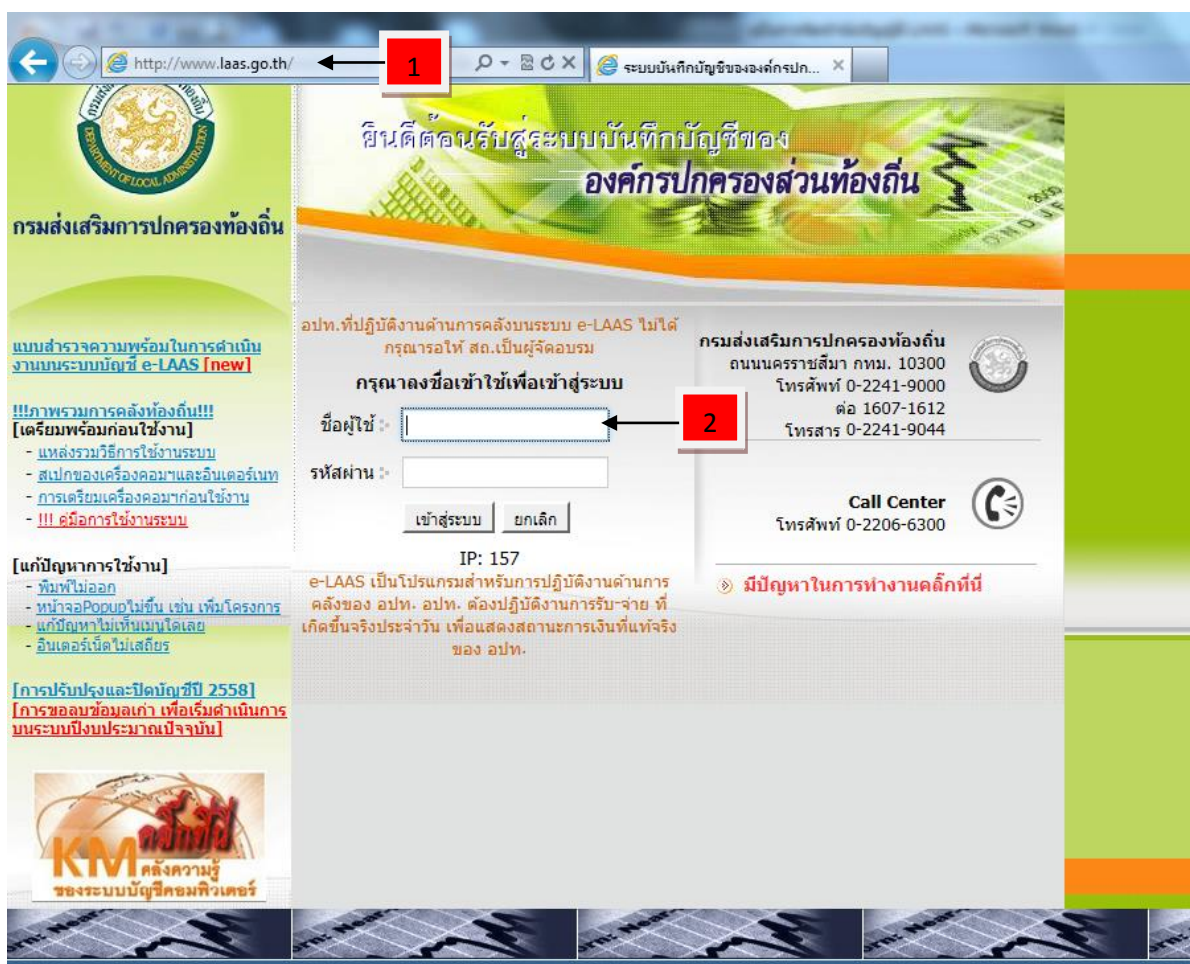 http://www.laas.go.th/
1
ระบบบันทึกบัญชีขององค์กรปก...
DEPARTMENT OF LOCAL ADMINISTRATION
กรมส่งเสริมการปกครองท้องถิ่น
ยินดีต้อนรับสู่ระบบบันทึกบัญชีของ
องค์กรปกครองส่วนท้องถิ่น
แบบสำรวจความพร้อมในการดำเนิน
งานบนระบบบัญชี e-LAAS [new]
!!!ภาพรวมการคลังท้องถิ่น!!!
[เตรียมพร้อมก่อนใช้งาน]
- แหล่งรวมวิธีการใช้งานระบบ
- สเปกของเครื่องคอมฯและอินเตอร์เนท
- การเตรียมเครื่องคอมฯก่อนใช้งาน
- !!! คู่มือการใช้งานระบบ
[แก้ปัญหาการใช้งาน]
- พิมพ์ไม่ออก
- หน้าจอPopupไม่ขึ้น เช่น เพิ่มโครงการ
- แก้ปัญหาไม่เห็นเมนูใดเลย
- อินเตอร์เน็ตไม่เสถียร
[การปรับปรุงและปิดบัญชีปี 2558]
[การขอลบข้อมูลเก่า เพื่อเริ่มดำเนินการ
บนระบบปีงบประมาณปัจจุบัน]
KM คลิ๊กที่นี่
คลังความรู้
ของระบบบัญชีคอมพิวเตอร์
อปท.ที่ปฏิบัติงานด้านการคลังบนระบบ e-LAAS ไม่ได้
กรุณารอให้ สถ.เป็นผู้จัดอบรม
กรุณาลงชื่อเข้าใช้เพื่อเข้าสู่ระบบ
ชื่อผู้ใช้
2
รหัสผ่าน
เข้าสู่ระบบ ยกเลิก
IP: 157
e-LAAS เป็นโปรแกรมสำหรับการปฏิบัติงานด้านการ
คลังของ อปท. อปท. ต้องปฏิบัติงานการรับ-จ่าย ที่
เกิดขึ้นจริงประจำวัน เพื่อแสดงสถานะการเงินที่แท้จริง
ของ อปท.
กรมส่งเสริมการปกครองท้องถิ่น
ถนนนครราชสีมา กทม. 10300
โทรศัพท์ 0-2241-9000
ต่อ 1607-1612
โทรสาร 0-2241-9044
Call Center
โทรศัพท์ 0-2206-6300
มีปัญหาในการทำงานคลิ๊กที่นี่